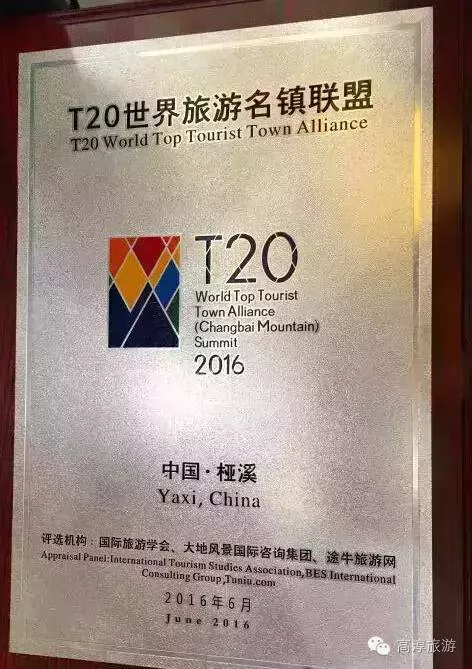 T20世界旅游名镇联盟
T20 World Top Tourist Town Alliance
T20
World Top Tourist
Town Alliance
(Changbai Mountain)
Summit
2016
中国·桠溪
Yaxi, China
评选机构：国际旅游学会、大地风景国际咨询集团、途牛旅游网
Appraisal Panel:International Tourism Studies Association,BES International
Consulting Group,Tuniu.com
2016年6月
June 2016
高淳旅游